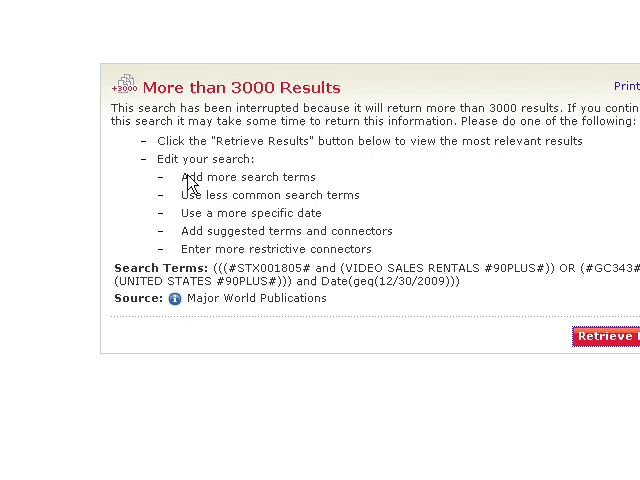 +3000 More than 3000 Results
Print
This search has been interrupted because it will return more than 3000 results. If you
this search it may take some time to return this information. Please do one of the following:
– Click the "Retrieve Results" button below to view the most relevant results
– Edit your search:
– Add more search terms
– Use less common search terms
– Use a more specific date
– Add suggested terms and connectors
– Enter more restrictive connectors
Search Terms: (((#STX001805# and (VIDEO SALES RENTALS #90PLUS#)) OR (#GC343#
(UNITED STATES #90PLUS#))) and Date(geq(12/30/2009)))
Source: i Major World Publications
Retrieve